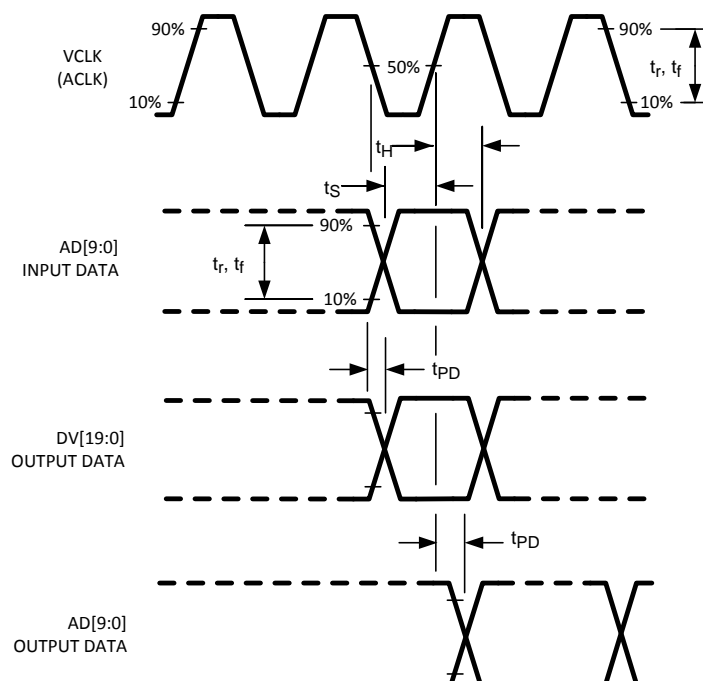 90%
90%
VCLK
(ACLK)
50%
tr, tf
10%
10%
tH
tS
AD[9:0]
INPUT DATA
90%
tr, tf
10%
tPD
DV[19:0]
OUTPUT DATA
tPD
AD[9:0]
OUTPUT DATA